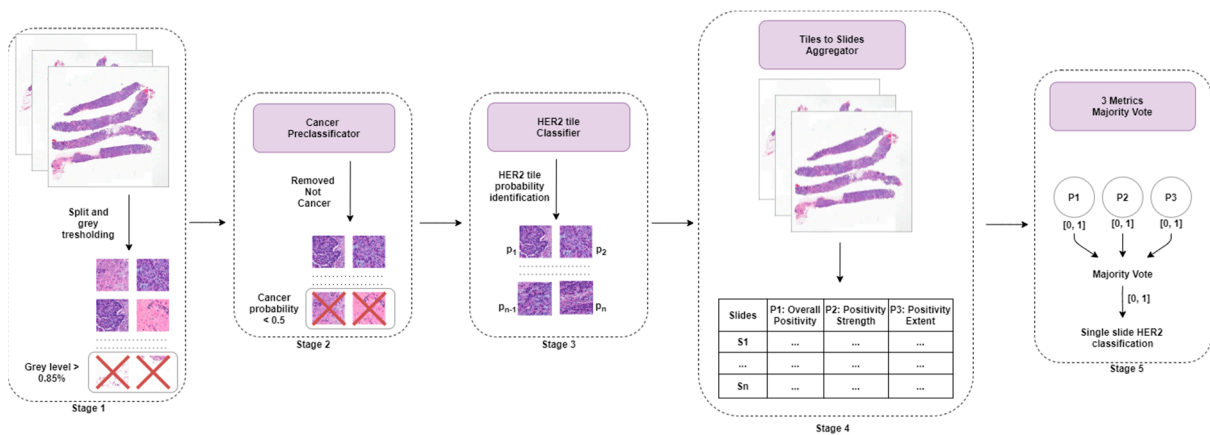 Split and
grey
tresholding
Grey level >
0.85%
Stage 1
Cancer
Preclassificator
Removed
Not
Cancer
Cancer
probability
< 0.5
Stage 2
HER2 tile
Classifier
HER2 tile
probability
identification
p1
p2
pn-1
pn
Stage 3
Tiles to Slides
Aggregator
Slides
P1: Overall
Positivity
P2: Positivity
Strength
P3: Positivity
Extent
S1
...
...
...
...
...
...
...
Sn
...
...
...
Stage 4
3 Metrics
Majority Vote
P1
P2
P3
[0, 1]
[0, 1]
[0, 1]
Majority Vote
[0, 1]
Single slide HER2
classification
Stage 5